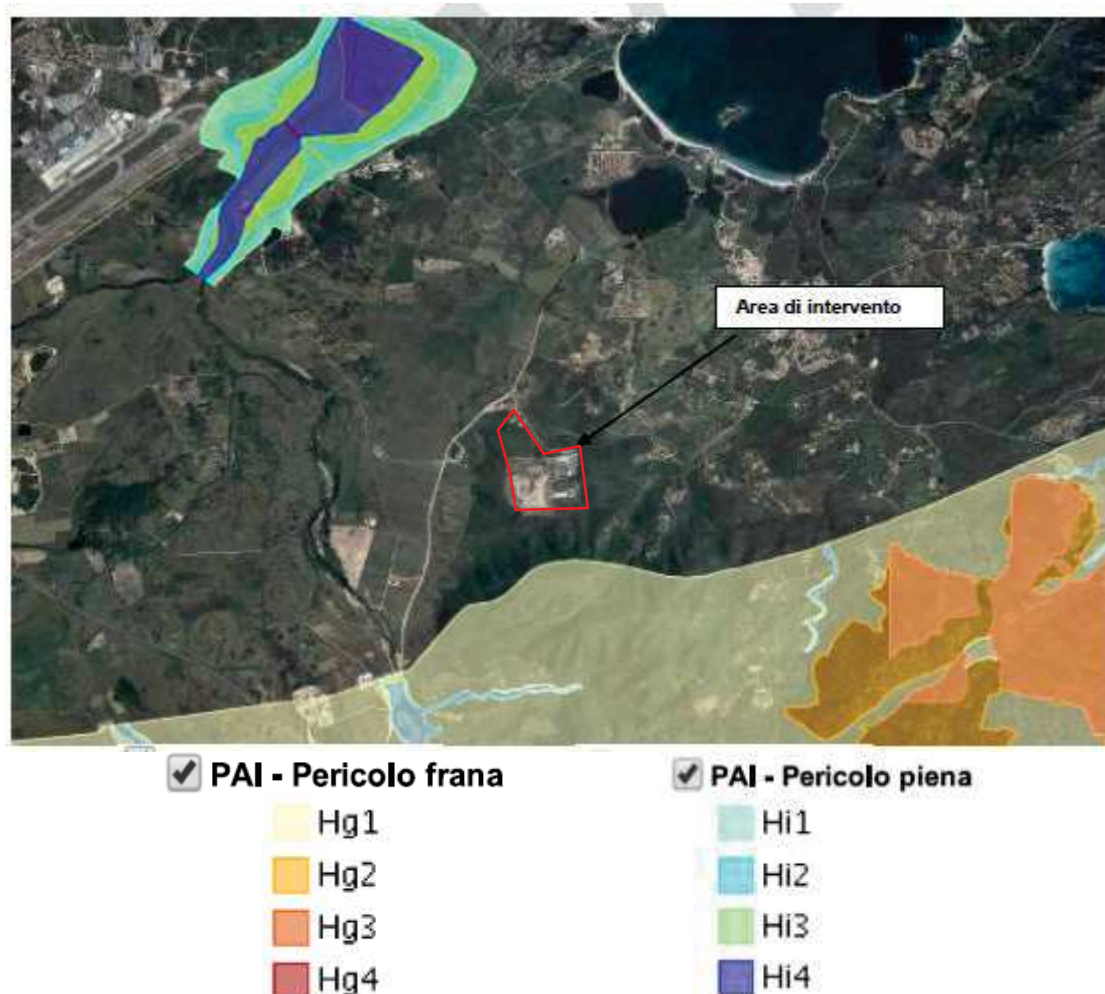 Area di intervento
PAI - Pericolo frana
Hg1
Hg2
Hg3
Hg4
PAI - Pericolo piena
Hi1
Hi2
Hi3
Hi4